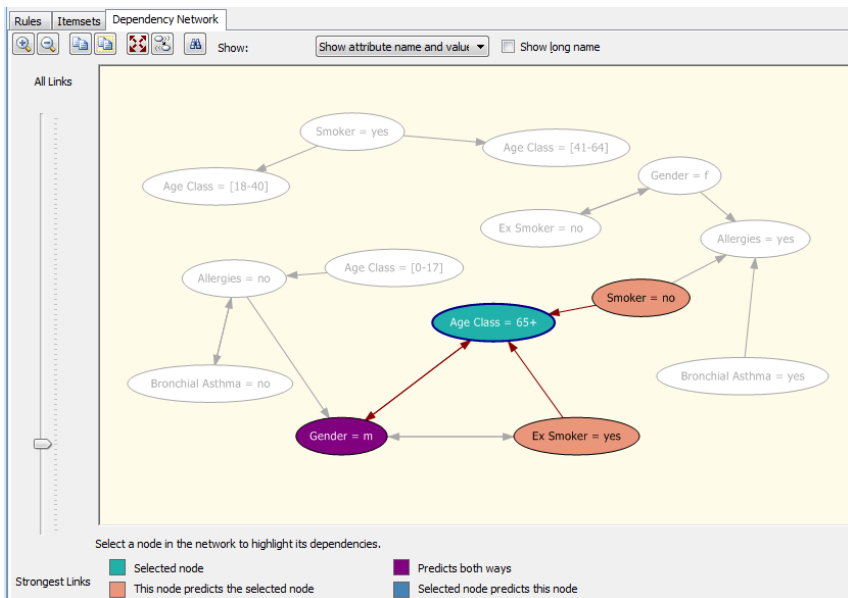 Rules Itemsets Dependency Network
Show: Show attribute name and value Show long name
All Links
Smoker = yes
Age Class = [41-64]
Age Class = [18-40]
Gender = f
Ex Smoker = no
Allergies = yes
Allergies = no
Age Class = [0-17]
Smoker = no
Age Class = 65+
Bronchial Asthma = no
Bronchial Asthma = yes
Gender = m
Ex Smoker = yes
Select a node in the network to highlight its dependencies.
Strongest Links
Selected node
Predicts both ways
This node predicts the selected node
Selected node predicts this node